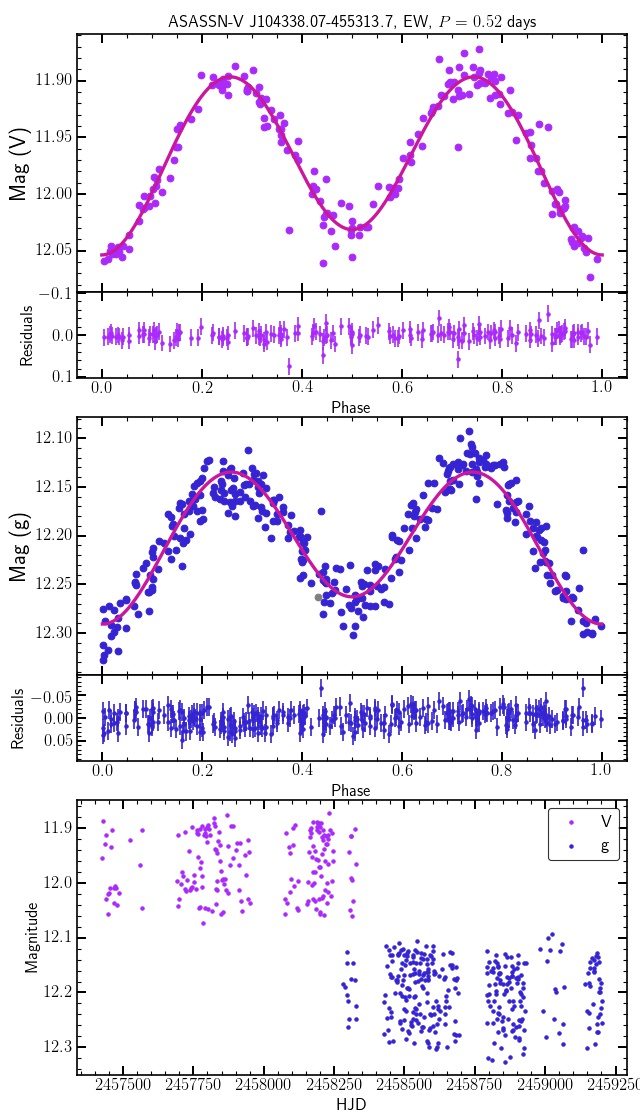 ASASSN-V J104338.07-455313.7, EW, P = 0.52 days
Mag (V)
11.90
11.95
12.00
12.05
Residuals
−0.1
0.0
0.1
0.0 0.2 0.4 0.6 0.8 1.0
Phase
Mag (g)
12.10
12.15
12.20
12.25
12.30
Residuals
−0.05
0.00
0.05
0.0 0.2 0.4 0.6 0.8 1.0
Phase
V
g
Magnitude
11.9
12.0
12.1
12.2
12.3
2457500 2457750 2458000 2458250 2458500 2458750 2459000 245925
HJD